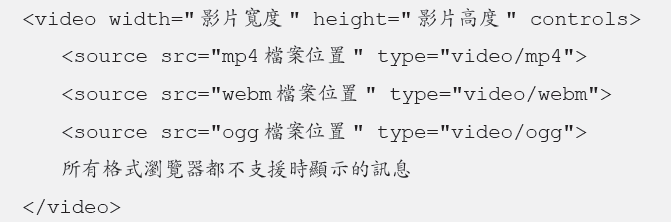 <video width="影片寬度" height="影片高度" controls>
<source src="mp4檔案位置" type="video/mp4">
<source src="webm檔案位置" type="video/webm">
<source src="ogg檔案位置" type="video/ogg">
所有格式瀏覽器都不支援時顯示的訊息
</video>